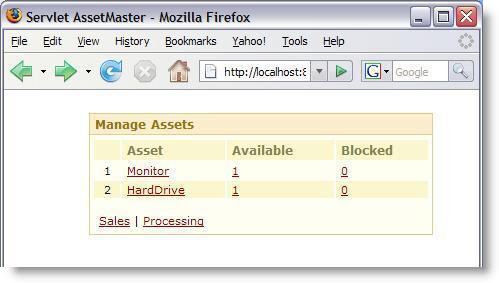 Servlet AssetMaster - Mozilla Firefox
File Edit View History Bookmarks Yahoo! Tools Help
http://localhost:8 G Google
Manage Assets
Asset Available Blocked
1 Monitor 1 0
2 HardDrive 1 0
Sales | Processing